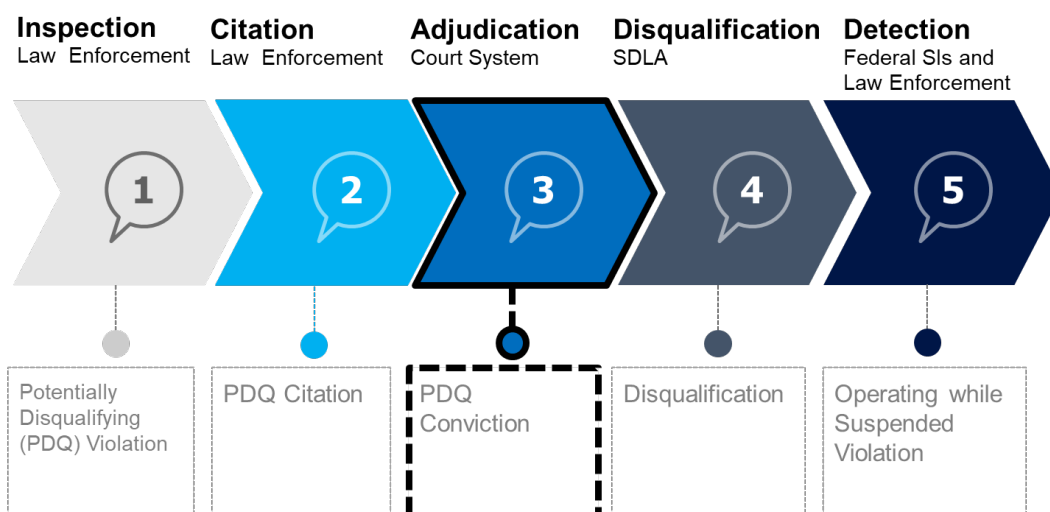 Inspection
Law Enforcement
Citation
Law Enforcement
Adjudication
Court System
Disqualification
SDLA
Detection
Federal SIs and
Law Enforcement
1
2
3
4
5
Potentially
Disqualifying
(PDQ) Violation
PDQ Citation
PDQ
Conviction
Disqualification
Operating while
Suspended
Violation